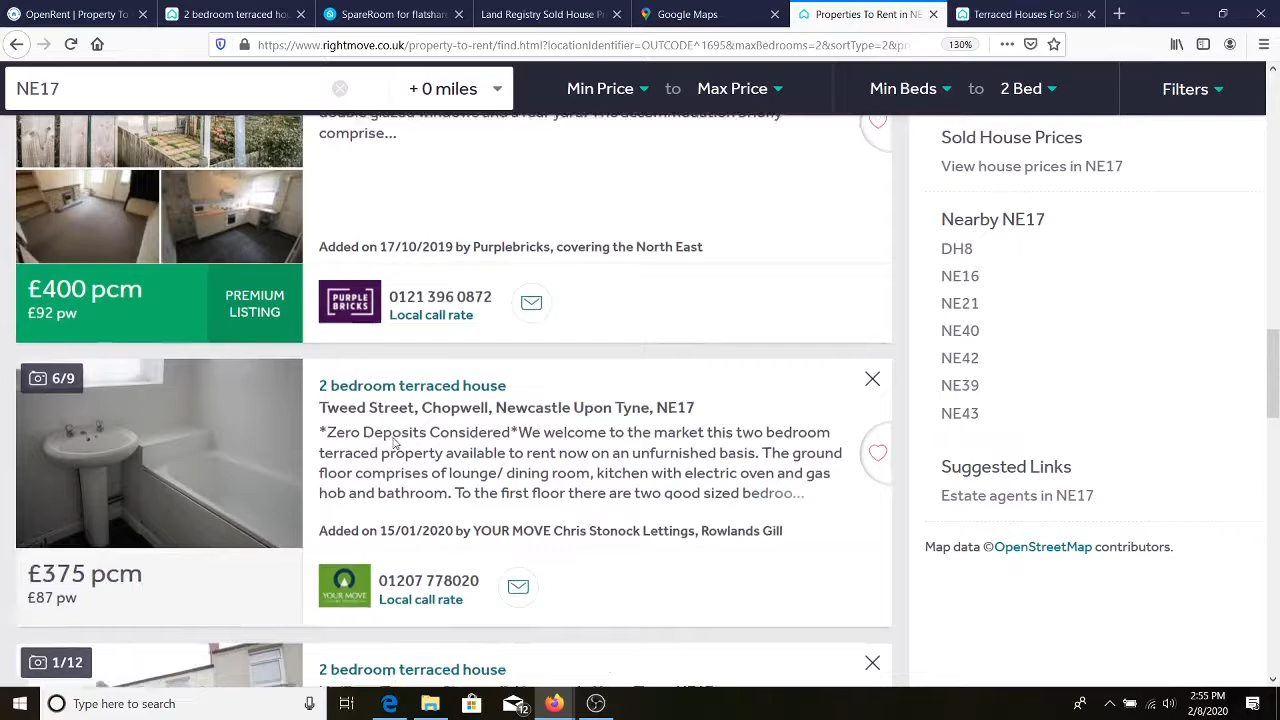 OpenRent | Property To
2 bedroom terraced hou
SpareRoom for flatshare
Land Registry Sold House Pr
Google Maps
Properties To Rent in NE
Terraced Houses For Sal
https://www.rightmove.co.uk/property-to-rent/find.html?locationIdentifier=OUTCODE^1685&maxBedrooms=2&sortType=2&p
130%
NE17
+ 0 miles
Min Price
to
Max Price
Min Beds
to
2 Bed
Filters
comprise...
Added on 17/10/2019 by Purplebricks, covering the North East
£400 pcm
£92 pw
PREMIUM
LISTING
PURPLE
BRICKS
0121 396 0872
Local call rate
6/9
2 bedroom terraced house
Tweed Street, Chopwell, Newcastle Upon Tyne, NE17
*Zero Deposits Considered*We welcome to the market this two bedroom
terraced property available to rent now on an unfurnished basis. The ground
floor comprises of lounge/ dining room, kitchen with electric oven and gas
hob and bathroom. To the first floor there are two good sized bedroo...
Added on 15/01/2020 by YOUR MOVE Chris Stonock Lettings, Rowlands Gill
£375 pcm
£87 pw
YOUR MOVE
01207 778020
Local call rate
1/12
2 bedroom terraced house
Sold House Prices
View house prices in NE17
Nearby NE17
DH8
NE16
NE21
NE40
NE42
NE39
NE43
Suggested Links
Estate agents in NE17
Map data ©OpenStreetMap contributors.
Type here to search
12
2:55 PM
2/8/2020